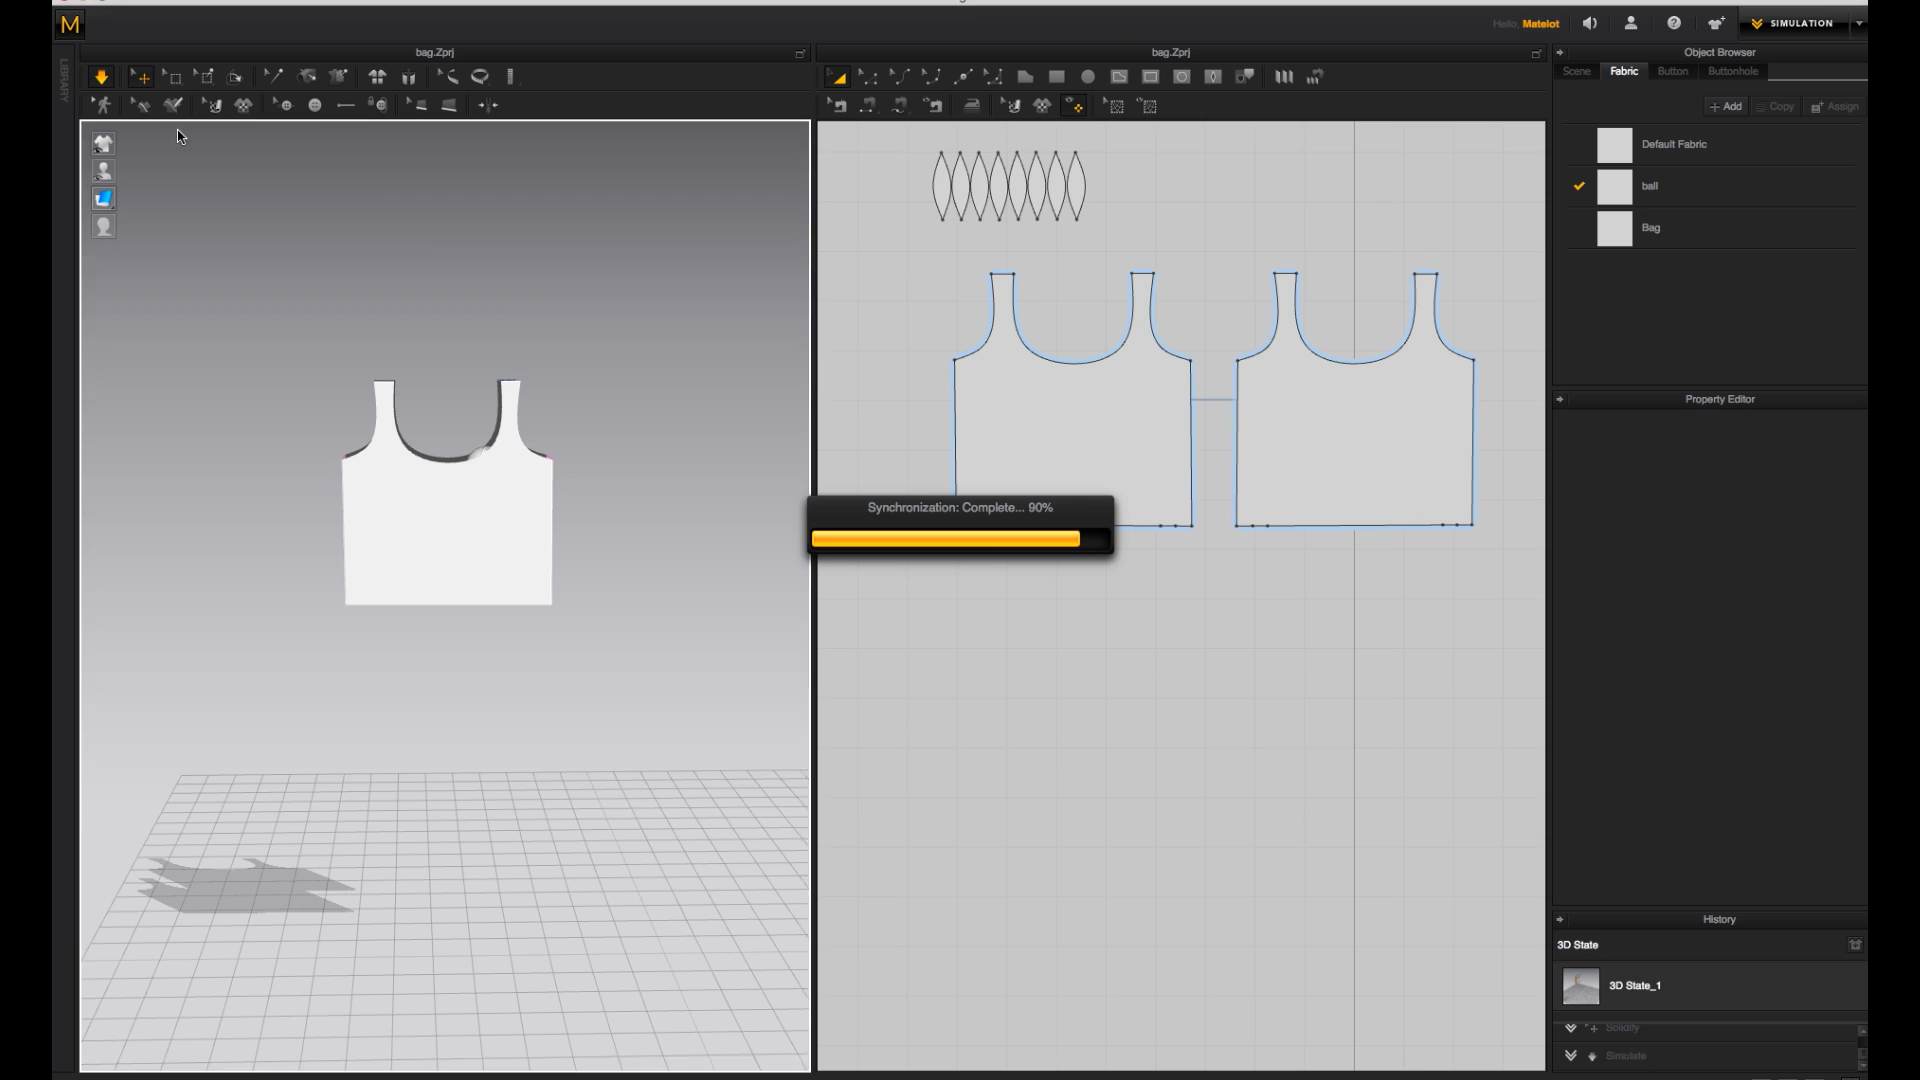 M
Hello, Matelot
SIMULATION
bag.Zprj
bag.Zprj
Object Browser
Scene
Fabric
Button
Buttonhole
+ Add
Copy
Assign
Default Fabric
ball
Bag
LIBRARY
Synchronization: Complete... 90%
Property Editor
History
3D State
3D State_1
Solidify
Simulate